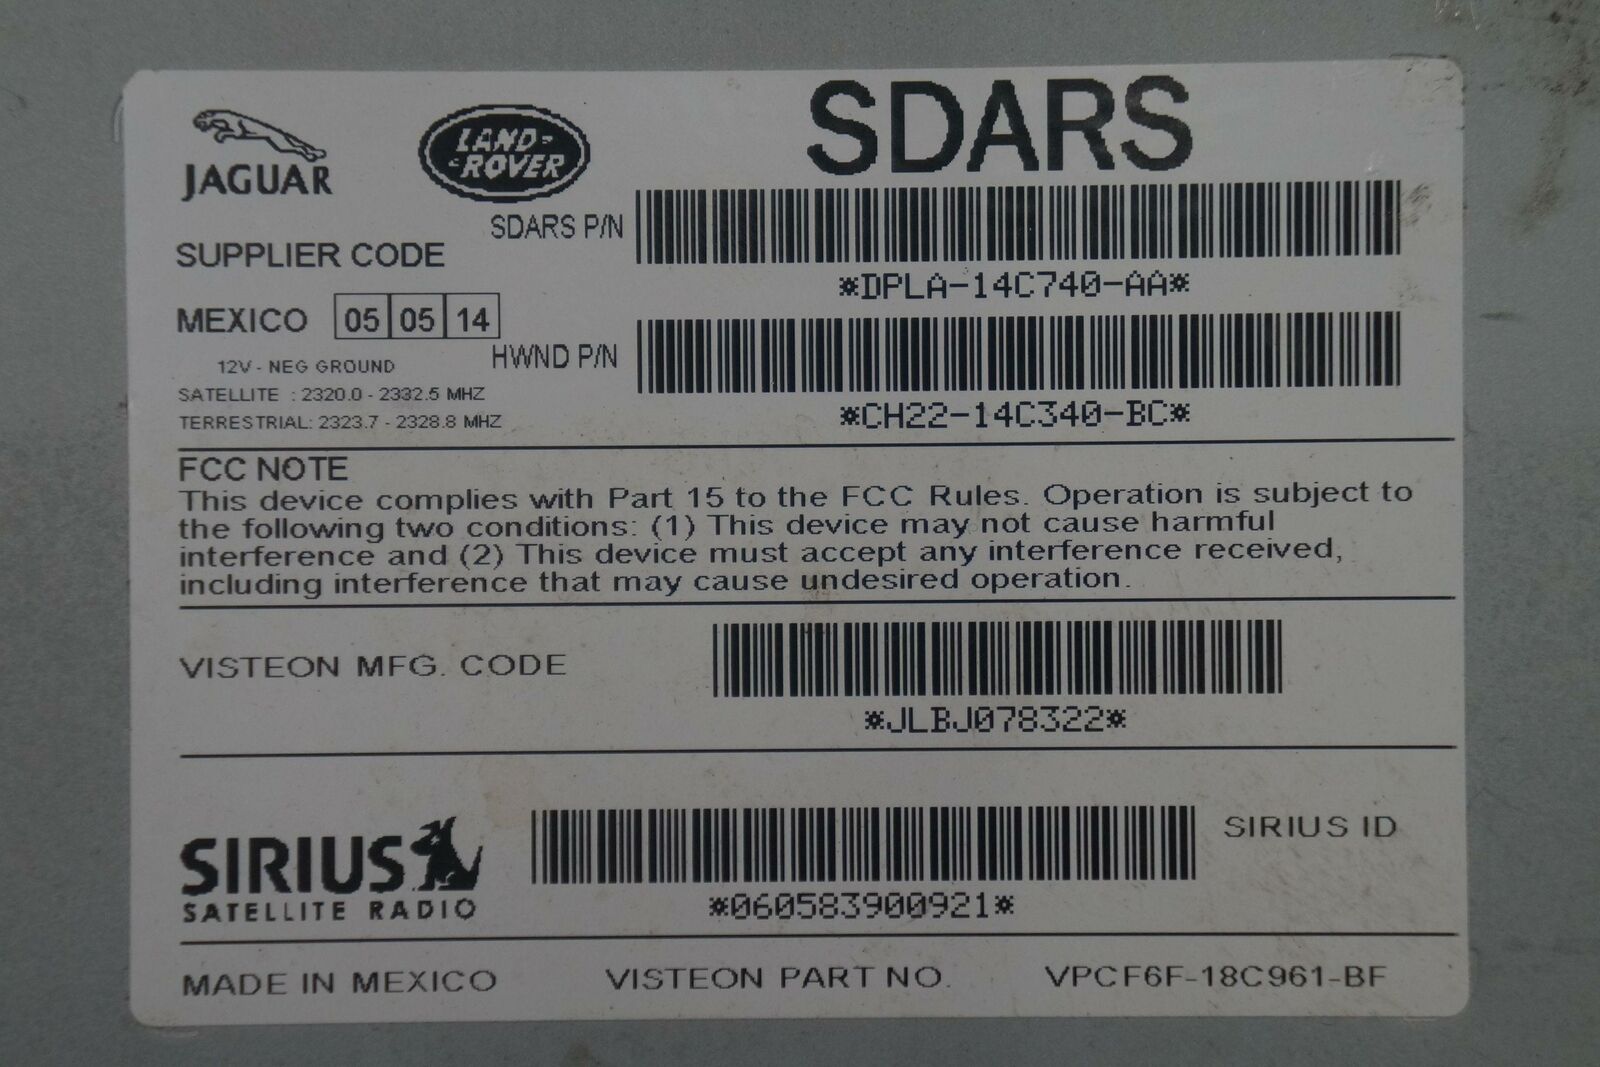 JAGUAR
LAND-
-ROVER
SDARS
SDARS P/N
*DPLA-14C740-AA*
SUPPLIER CODE
MEXICO 05 05 14
HWND P/N
*CH22-14C340-BC*
12V - NEG GROUND
SATELLITE : 2320.0 - 2332.5 MHZ
TERRESTRIAL: 2323.7 - 2328.8 MHZ
FCC NOTE
This device complies with Part 15 to the FCC Rules. Operation is subject to
the following two conditions: (1) This device may not cause harmful
interference and (2) This device must accept any interference received,
including interference that may cause undesired operation.
VISTEON MFG. CODE
*JLBJ078322*
SIRIUS
SATELLITE RADIO
*060583900921*
SIRIUS ID
MADE IN MEXICO VISTEON PART NO. VPCF6F-18C961-BF